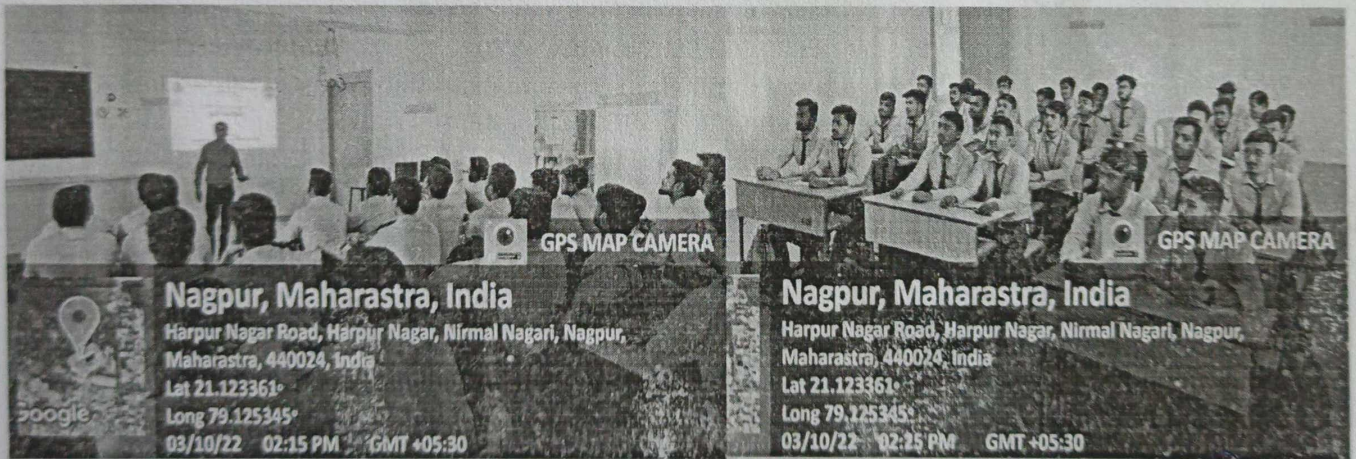 GPS MAP CAMERA
Nagpur, Maharastra, India
Harpur Nagar Road, Harpur Nagar, Nirmal Nagari, Nagpur,
Maharastra, 440024, India
Lat 21.123361°
Long 79.125345°
03/10/22 02:15 PM GMT +05:30
Google
GPS MAP CAMERA
Nagpur, Maharastra, India
Harpur Nagar Road, Harpur Nagar, Nirmal Nagari, Nagpur,
Maharastra, 440024, India
Lat 21.123361°
Long 79.125345°
03/10/22 02:25 PM GMT +05:30